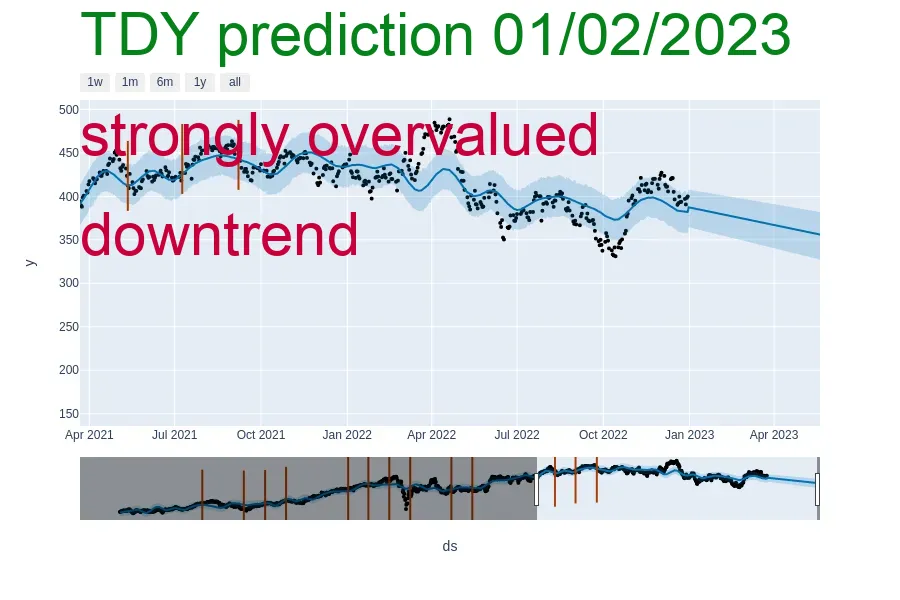 TDY prediction 01/02/2023
1w 1m 6m 1y all
strongly overvalued
downtrend
y
500
450
400
350
300
250
200
150
Apr 2021 Jul 2021 Oct 2021 Jan 2022 Apr 2022 Jul 2022 Oct 2022 Jan 2023 Apr 2023
ds